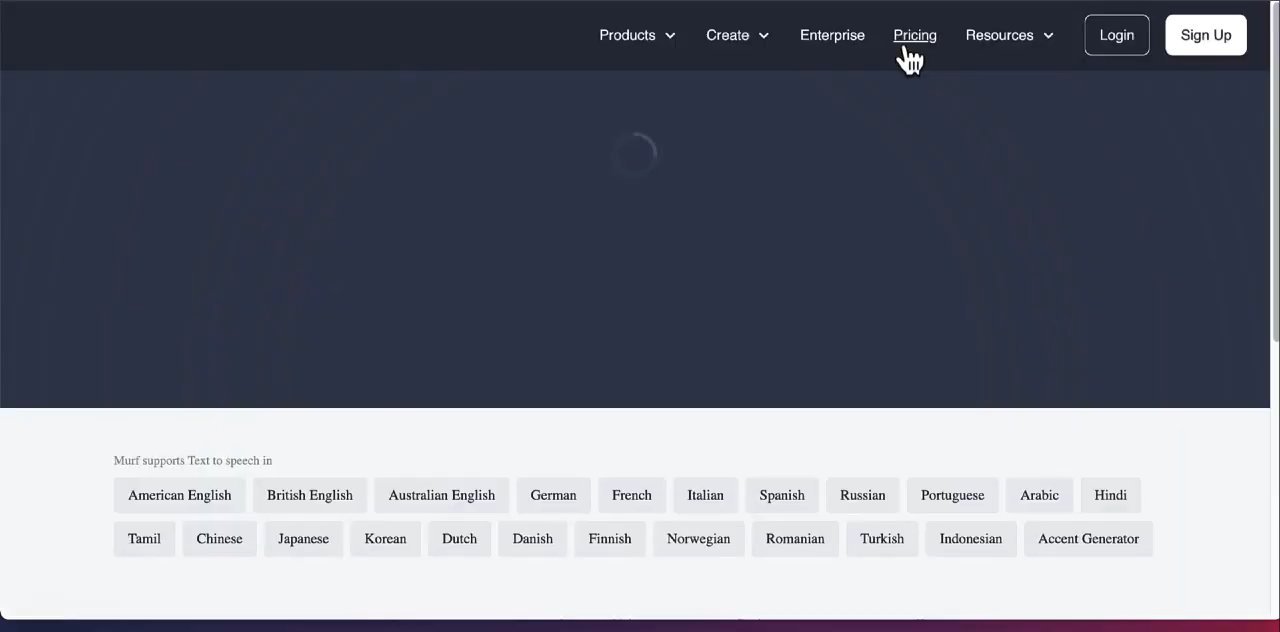 Products Create Enterprise Pricing Resources Login Sign Up
Murf supports Text to speech in
American English British English Australian English German French Italian Spanish Russian Portuguese Arabic Hindi
Tamil Chinese Japanese Korean Dutch Danish Finnish Norwegian Romanian Turkish Indonesian Accent Generator